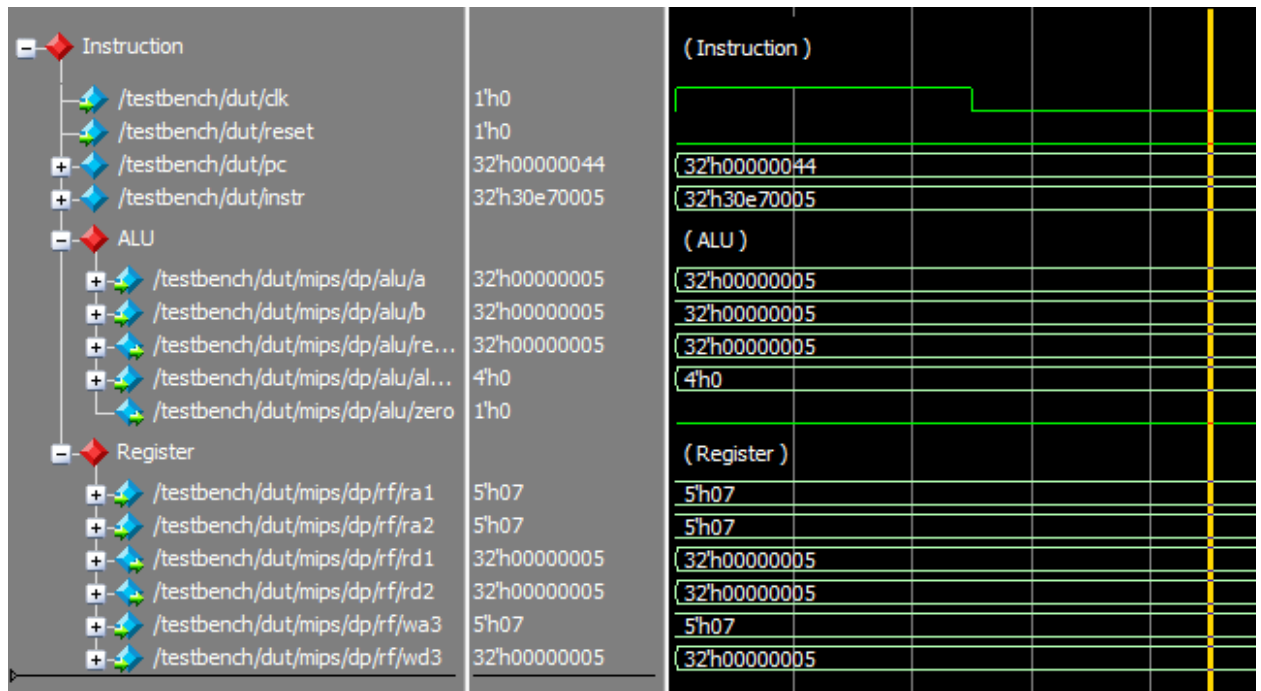 Instruction ( Instruction )
/testbench/dut/clk 1'h0
/testbench/dut/reset 1'h0
/testbench/dut/pc 32'h00000044 32'h00000044
/testbench/dut/instr 32'h30e70005 32'h30e70005
ALU ( ALU )
/testbench/dut/mips/dp/alu/a 32'h00000005 32'h00000005
/testbench/dut/mips/dp/alu/b 32'h00000005 32'h00000005
/testbench/dut/mips/dp/alu/re... 32'h00000005 32'h00000005
/testbench/dut/mips/dp/alu/al... 4'h0 4'h0
/testbench/dut/mips/dp/alu/zero 1'h0
Register ( Register )
/testbench/dut/mips/dp/rf/ra1 5'h07 5'h07
/testbench/dut/mips/dp/rf/ra2 5'h07 5'h07
/testbench/dut/mips/dp/rf/rd1 32'h00000005 32'h00000005
/testbench/dut/mips/dp/rf/rd2 32'h00000005 32'h00000005
/testbench/dut/mips/dp/rf/wa3 5'h07 5'h07
/testbench/dut/mips/dp/rf/wd3 32'h00000005 32'h00000005